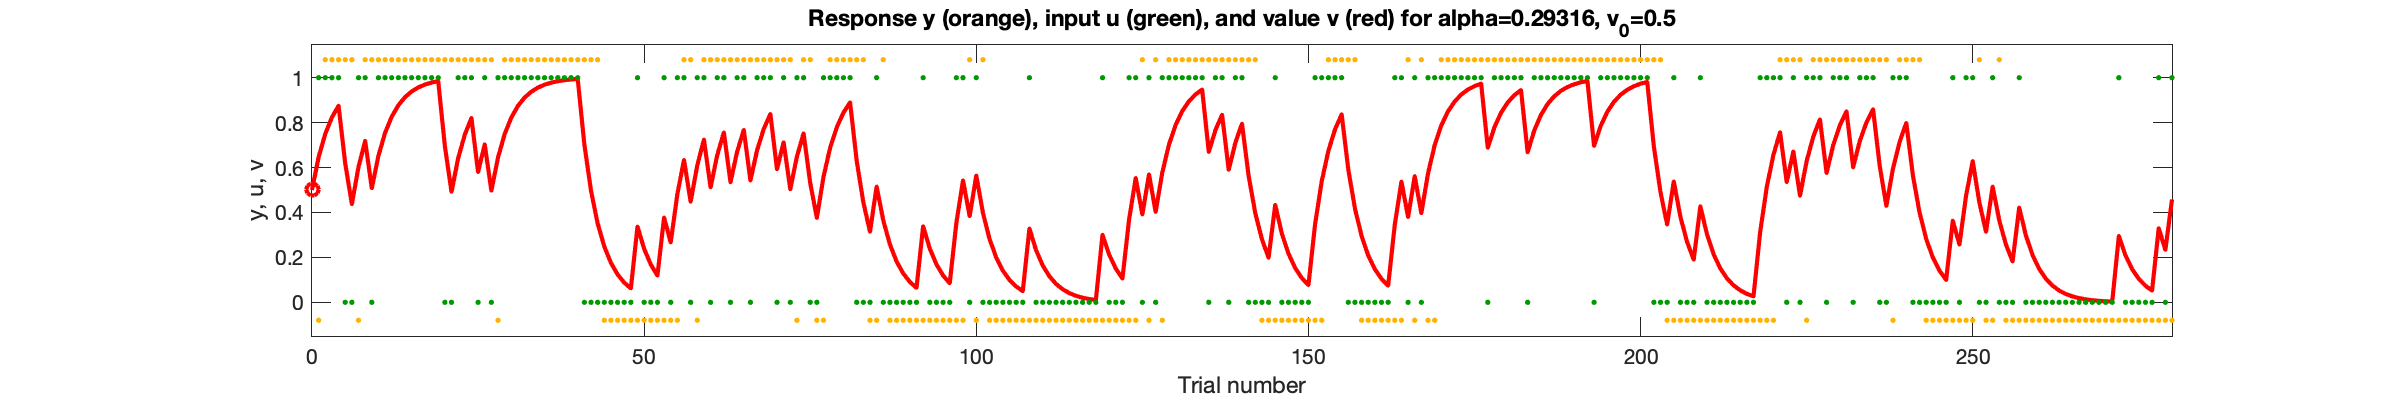 Response y (orange), input u (green), and value v (red) for alpha=0.29316, v_0=0.5
y, u, v
1
0.8
0.6
0.4
0.2
0
0 50 100 150 200 250
Trial number